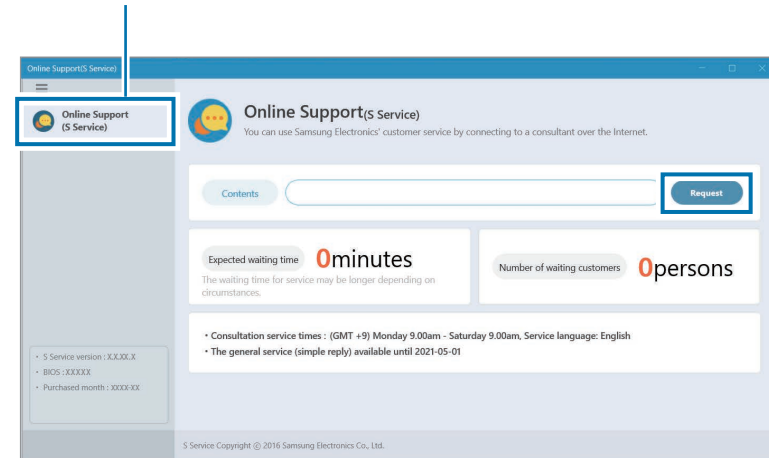 Online Support(S Service)
Online Support
(S Service)
Online Support(S Service)
You can use Samsung Electronics' customer service by connecting to a consultant over the Internet.
Contents
Request
Expected waiting time 0minutes
The waiting time for service may be longer depending on
circumstances.
Number of waiting customers 0persons
• Consultation service times : (GMT +9) Monday 9.00am - Saturday 9.00am, Service language: English
• The general service (simple reply) available until 2021-05-01
• S Service version : X.X.XX.X
• BIOS : XXXXX
• Purchased month : XXXX-XX
S Service Copyright ⓒ 2016 Samsung Electronics Co., Ltd.